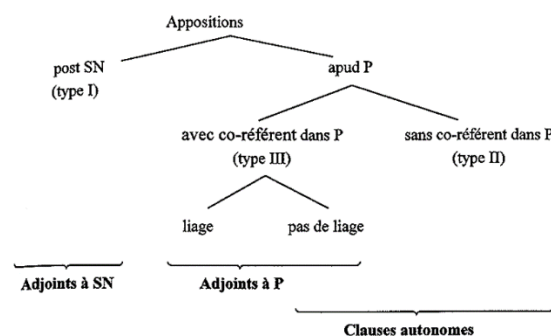 Appositions
post SN
(type I)
apud P
avec co-référent dans P
(type III)
sans co-référent dans P
(type II)
liage
pas de liage
Adjoints à SN
Adjoints à P
Clauses autonomes